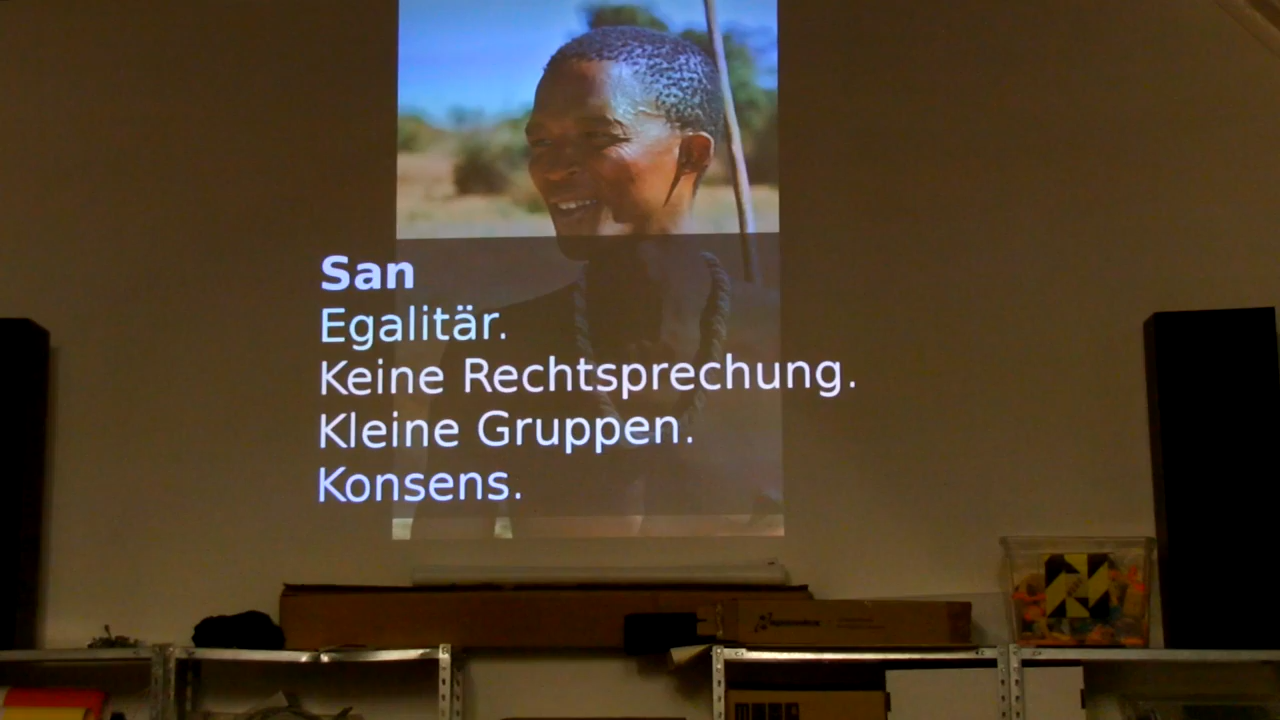 San
Egalitär.
Keine Rechtsprechung.
Kleine Gruppen.
Konsens.